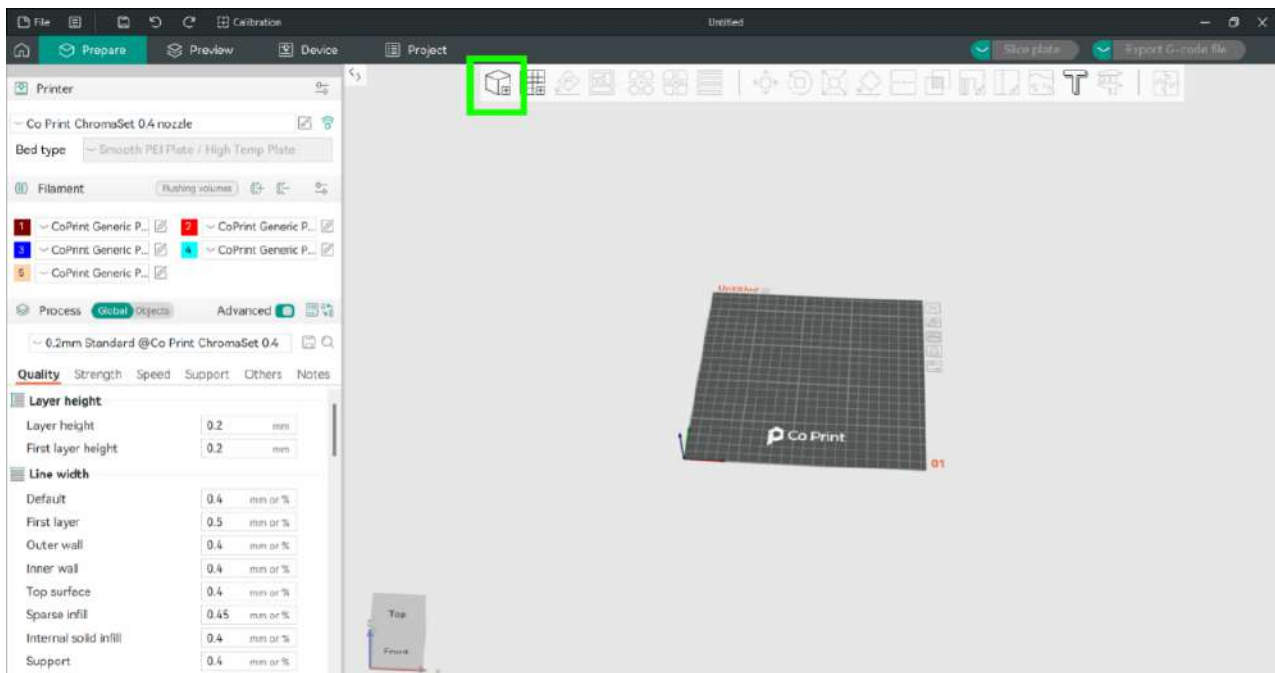 File Calibration Untitled
Prepare Preview Device Project Slice plate Export G-code file
Printer
Co Print ChromaSet 0.4 nozzle
Bed type Smooth PEI Plate / High Temp Plate
Filament Flushing volumes
1 CoPrint Generic P... 2 CoPrint Generic P...
3 CoPrint Generic P... 4 CoPrint Generic P...
5 CoPrint Generic P...
Process Global Objects Advanced
0.2mm Standard @Co Print ChromaSet 0.4
Quality Strength Speed Support Others Notes
Layer height
Layer height 0.2 mm
First layer height 0.2 mm
Line width
Default 0.4 mm or %
First layer 0.5 mm or %
Outer wall 0.4 mm or %
Inner wall 0.4 mm or %
Top surface 0.4 mm or %
Sparse infill 0.45 mm or %
Internal solid infill 0.4 mm or %
Support 0.4 mm or %
Untitled
Co Print
01
Top
Front